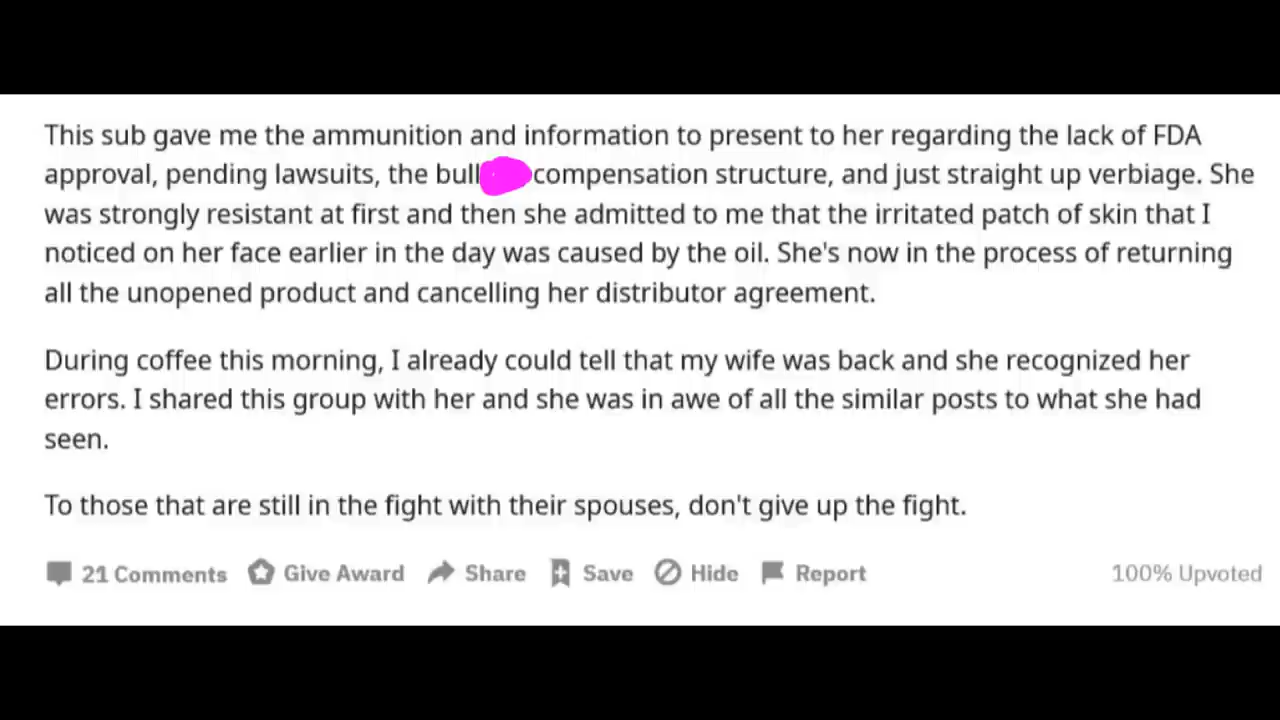 This sub gave me the ammunition and information to present to her regarding the lack of FDA
approval, pending lawsuits, the bull compensation structure, and just straight up verbiage. She
was strongly resistant at first and then she admitted to me that the irritated patch of skin that I
noticed on her face earlier in the day was caused by the oil. She's now in the process of returning
all the unopened product and cancelling her distributor agreement.
During coffee this morning, I already could tell that my wife was back and she recognized her
errors. I shared this group with her and she was in awe of all the similar posts to what she had
seen.
To those that are still in the fight with their spouses, don't give up the fight.
21 Comments Give Award Share Save Hide Report 100% Upvoted